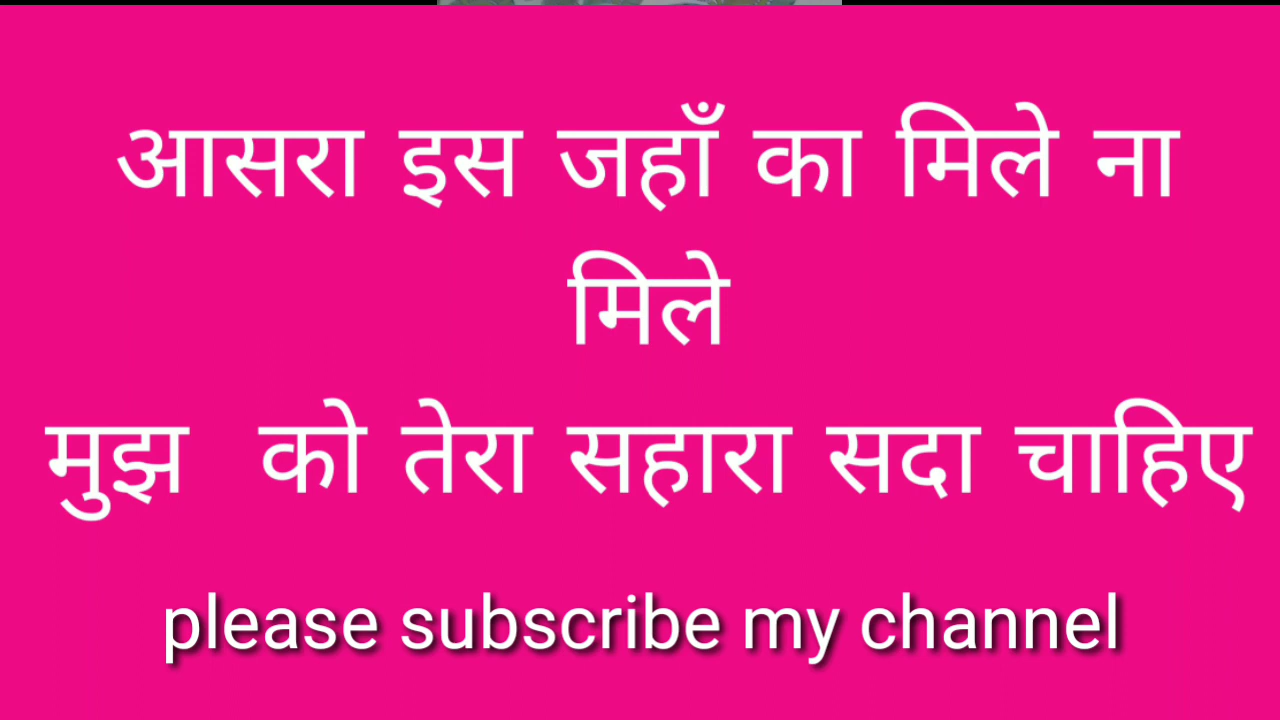 आसरा इस जहाँ का मिले ना
मिले
मुझ को तेरा सहारा सदा चाहिए
please subscribe my channel